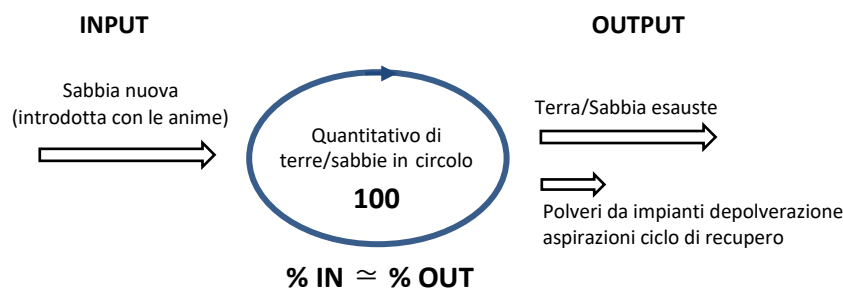 INPUT
OUTPUT
Sabbia nuova
(introdotta con le anime)
Quantitativo di
terre/sabbie in circolo
100
Terra/Sabbia esauste
Polveri da impianti depolverazione
aspirazioni ciclo di recupero
% IN ≃ % OUT